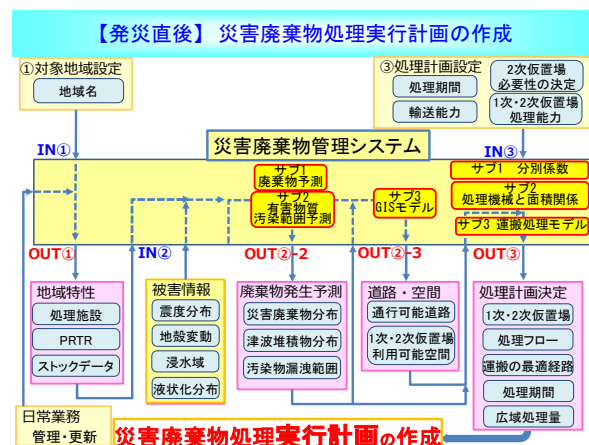 【発災直後】災害廃棄物処理実行計画の作成
①対象地域設定
地域名
③処理計画設定
処理期間
輸送能力
2次仮置場
必要性の決定
1次・2次仮置場
処理能力
IN①
災害廃棄物管理システム
IN③
サブ1
廃棄物予測
サブ2
有害物質
汚染範囲予測
サブ3
GISモデル
サブ1 分別係数
サブ2
処理機械と面積関係
サブ3 運搬処理モデル
OUT①
IN②
OUT②-2
OUT②-3
OUT③
地域特性
処理施設
PRTR
ストックデータ
被害情報
震度分布
地殻変動
浸水域
液状化分布
廃棄物発生予測
災害廃棄物分布
津波堆積物分布
汚染物漏洩範囲
道路・空間
通行可能道路
1次・2次仮置場
利用可能空間
処理計画決定
1次・2次仮置場
処理フロー
運搬の最適経路
処理期間
広域処理量
日常業務
管理・更新
災害廃棄物処理実行計画の作成